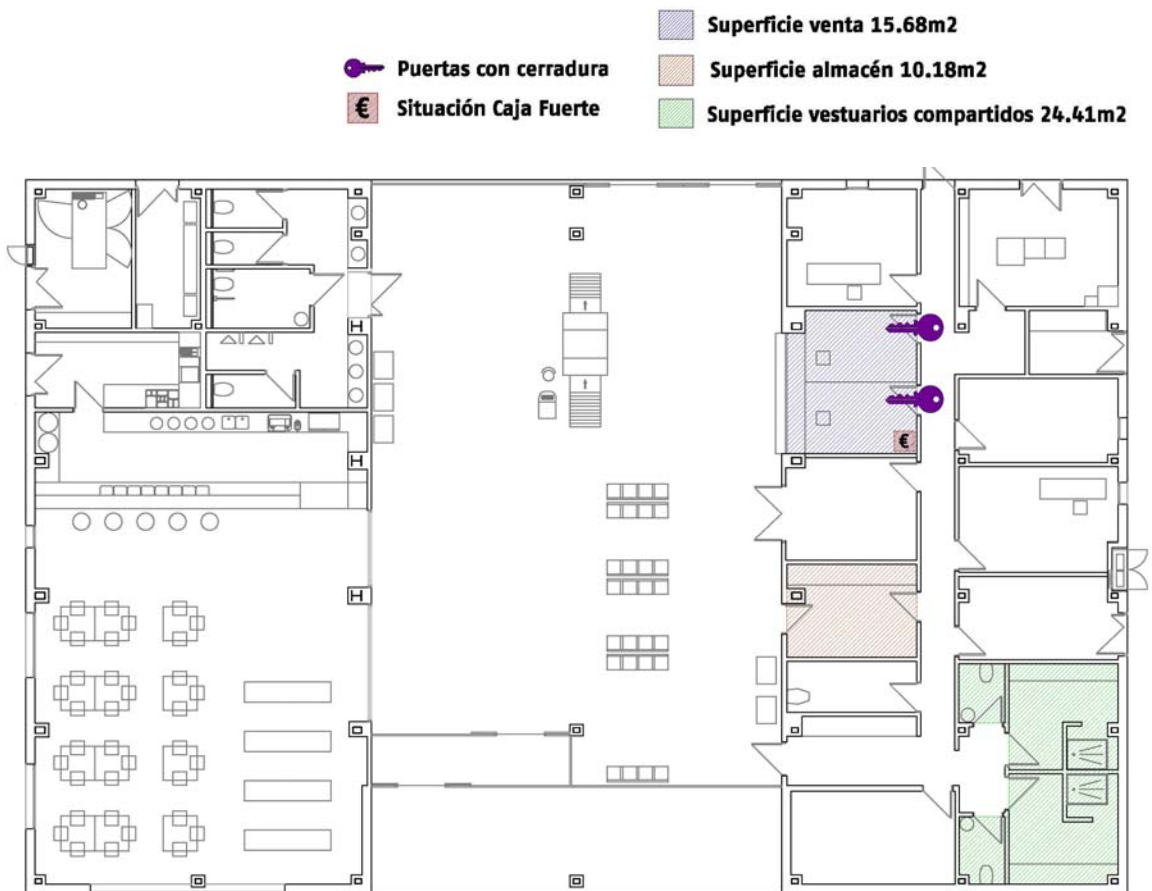 Superficie venta 15.68m2
Puertas con cerradura
Superficie almacén 10.18m2
€ Situación Caja Fuerte
Superficie vestuarios compartidos 24.41m2
€